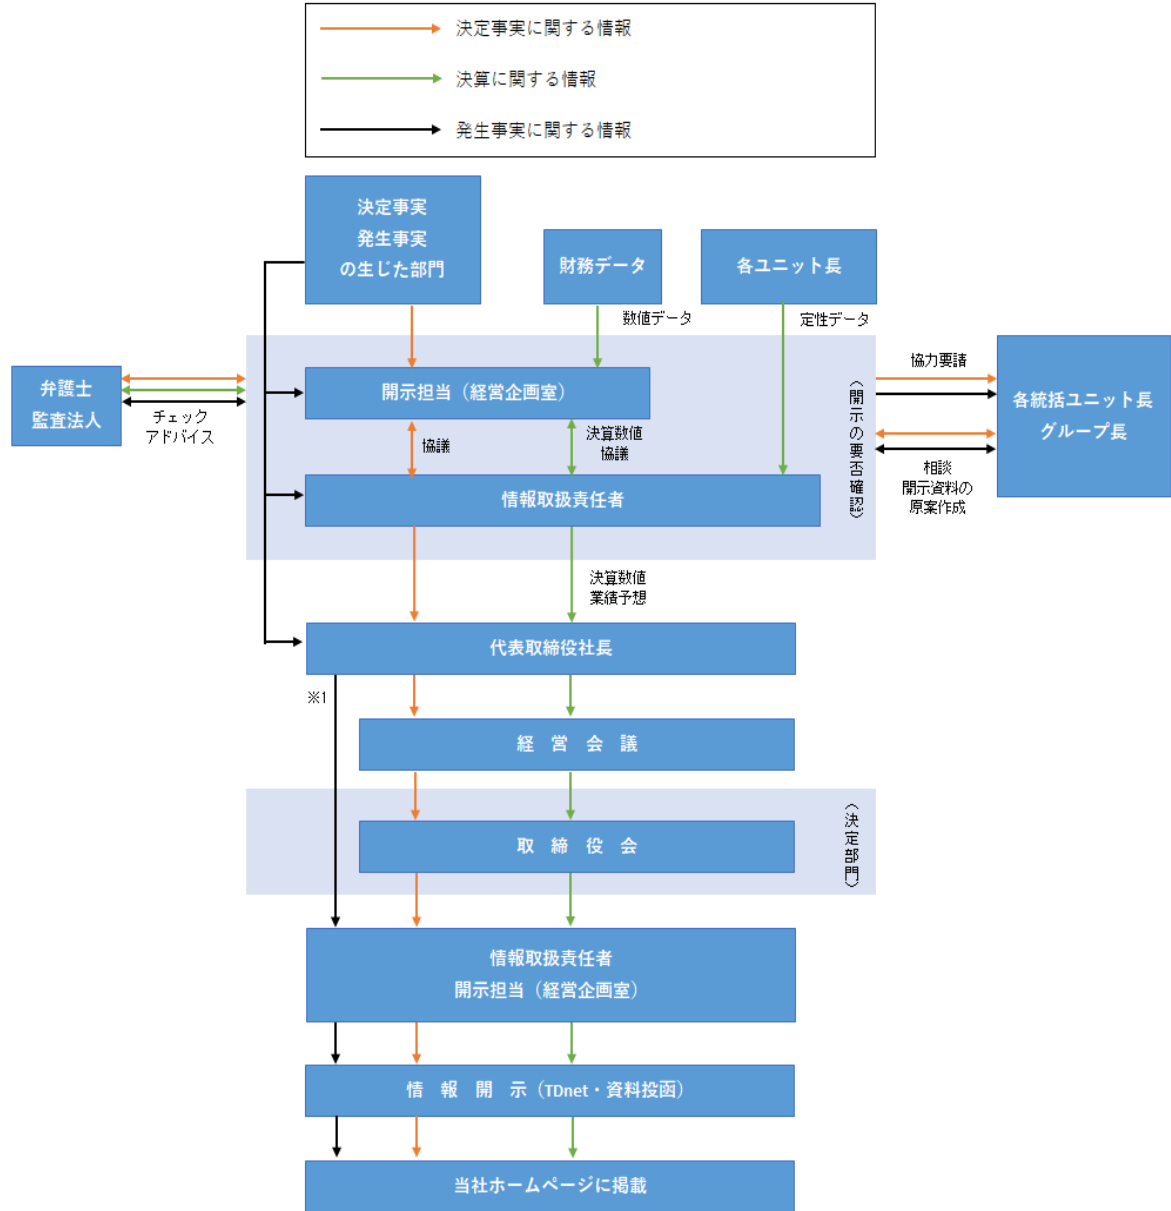 決定事実に関する情報
決算に関する情報
発生事実に関する情報
決定事実
発生事実
の生じた部門
財務データ
各ユニット長
数値データ
定性データ
弁護士
監査法人
チェック
アドバイス
開示担当（経営企画室）
協議
決算数値
協議
情報取扱責任者
（開示の要否確認）
協力要請
各統括ユニット長
グループ長
相談
開示資料の
原案作成
決算数値
業績予想
代表取締役社長
※1
経　営　会　議
取　締　役　会
（決定部門）
情報取扱責任者
開示担当（経営企画室）
情　報　開　示（TDnet・資料投函）
当社ホームページに掲載